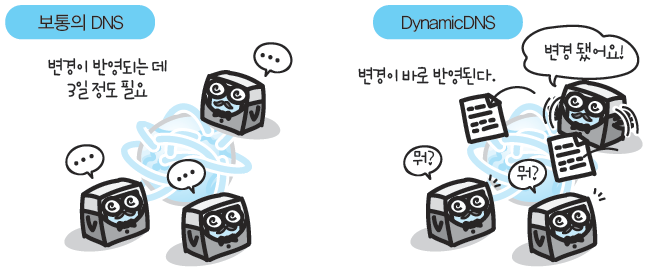 보통의 DNS
변경이 반영되는 데
3일 정도 필요
...
...
...
DynamicDNS
변경 됐어요!
변경이 바로 반영된다.
뭐?
뭐?